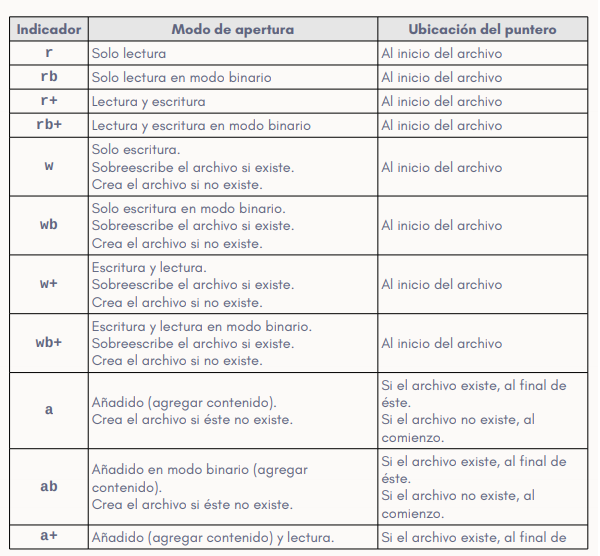 Indicador Modo de apertura Ubicación del puntero
r Solo lectura Al inicio del archivo
rb Solo lectura en modo binario Al inicio del archivo
r+ Lectura y escritura Al inicio del archivo
rb+ Lectura y escritura en modo binario Al inicio del archivo
w Solo escritura.
Sobreescribe el archivo si existe.
Crea el archivo si no existe.
Al inicio del archivo
wb Solo escritura en modo binario.
Sobreescribe el archivo si existe.
Crea el archivo si no existe.
Al inicio del archivo
w+ Escritura y lectura.
Sobreescribe el archivo si existe.
Crea el archivo si no existe.
Al inicio del archivo
wb+ Escritura y lectura en modo binario.
Sobreescribe el archivo si existe.
Crea el archivo si no existe.
Al inicio del archivo
a Añadido (agregar contenido).
Crea el archivo si éste no existe.
Si el archivo existe, al final de
éste.
Si el archivo no existe, al
comienzo.
ab Añadido en modo binario (agregar
contenido).
Crea el archivo si éste no existe.
Si el archivo existe, al final de
éste.
Si el archivo no existe, al
comienzo.
a+ Añadido (agregar contenido) y lectura. Si el archivo existe, al final de